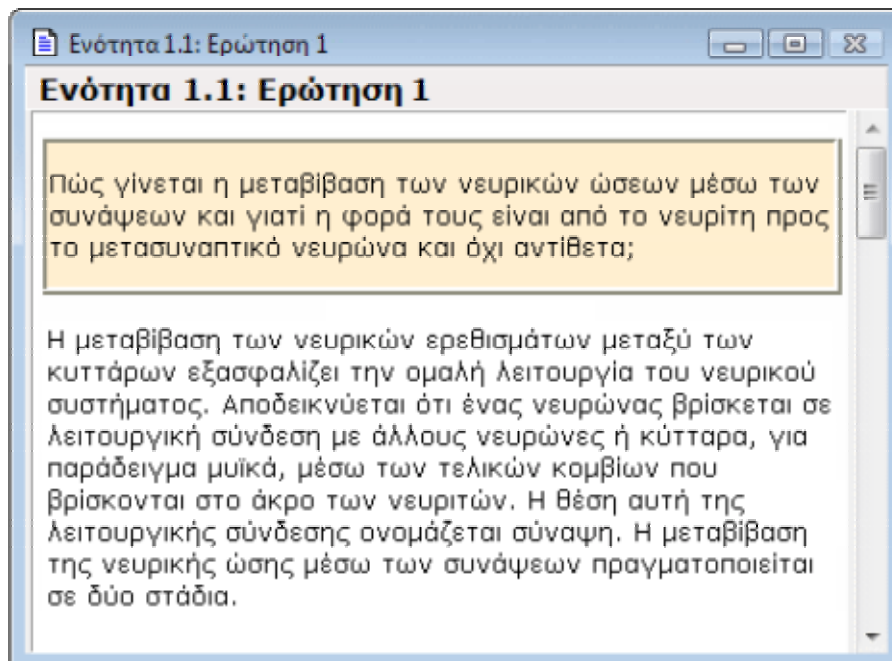 Ενότητα 1.1: Ερώτηση 1
Ενότητα 1.1: Ερώτηση 1
Πώς γίνεται η μεταβίβαση των νευρικών ώσεων μέσω των
συνάψεων και γιατί η φορά τους είναι από το νευρίτη προς
το μετασυναπτικό νευρώνα και όχι αντίθετα;
Η μεταβίβαση των νευρικών ερεθισμάτων μεταξύ των
κυττάρων εξασφαλίζει την ομαλή λειτουργία του νευρικού
συστήματος. Αποδεικνύεται ότι ένας νευρώνας βρίσκεται σε
λειτουργική σύνδεση με άλλους νευρώνες ή κύτταρα, για
παράδειγμα μυϊκά, μέσω των τελικών κομβίων που
βρίσκονται στο άκρο των νευριτών. Η θέση αυτή της
λειτουργικής σύνδεσης ονομάζεται σύναψη. Η μεταβίβαση
της νευρικής ώσης μέσω των συνάψεων πραγματοποιείται
σε δύο στάδια.